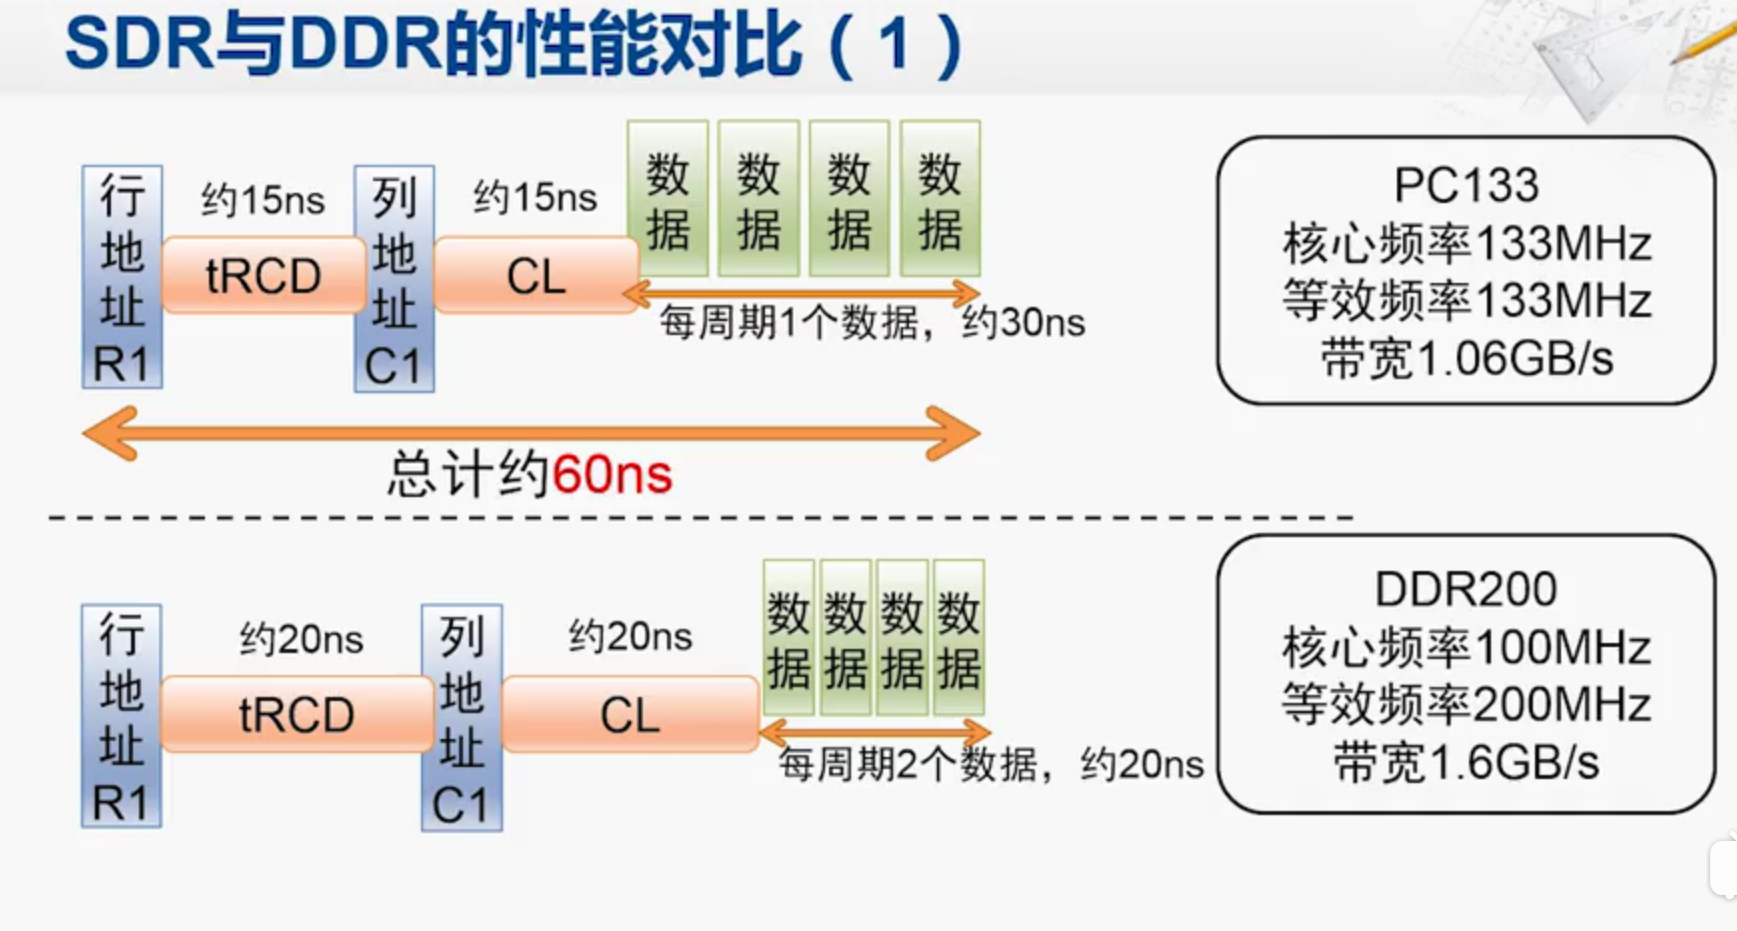 SDR与DDR的性能对比（1）
行地址R1
约15ns
tRCD
列地址C1
约15ns
CL
数据
数据
数据
数据
每周期1个数据，约30ns
总计约60ns
PC133
核心频率133MHz
等效频率133MHz
带宽1.06GB/s
行地址R1
约20ns
tRCD
列地址C1
约20ns
CL
数据
数据
数据
数据
每周期2个数据，约20ns
DDR200
核心频率100MHz
等效频率200MHz
带宽1.6GB/s